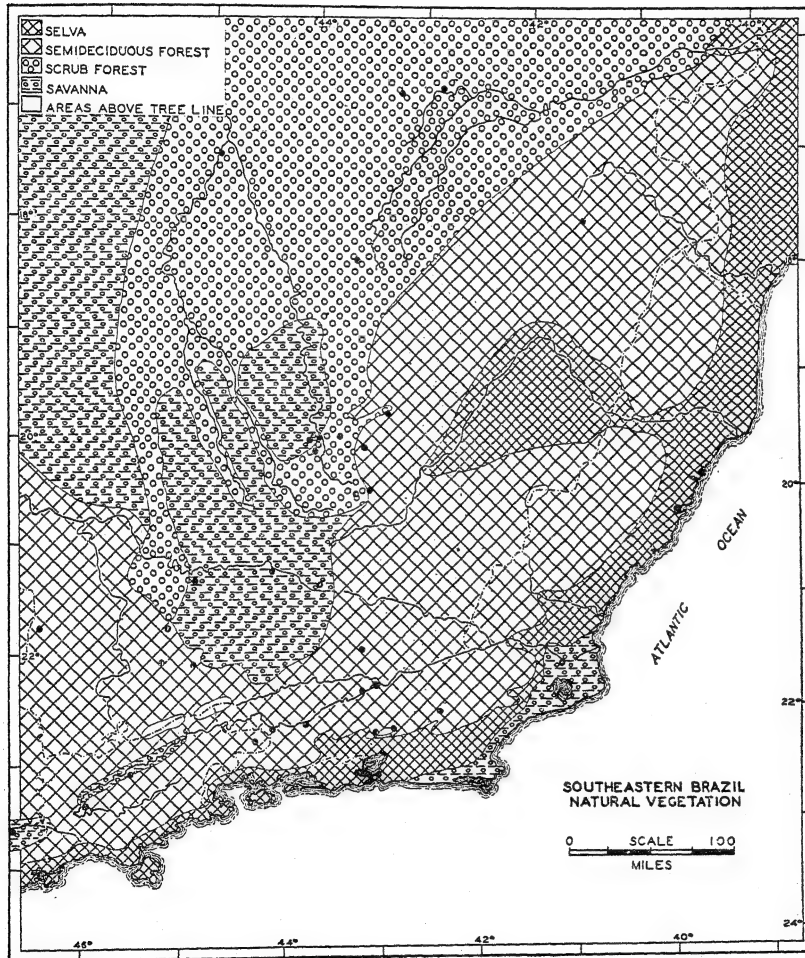 44°
42°
40°
SELVA
SEMIDECIDUOUS FOREST
SCRUB FOREST
SAVANNA
AREAS ABOVE TREE LINE
18°
20°
20°
OCEAN
ATLANTIC
22°
22°
SOUTHEASTERN BRAZIL
NATURAL VEGETATION
0 SCALE 100
MILES
46°
44°
42°
40°
24°